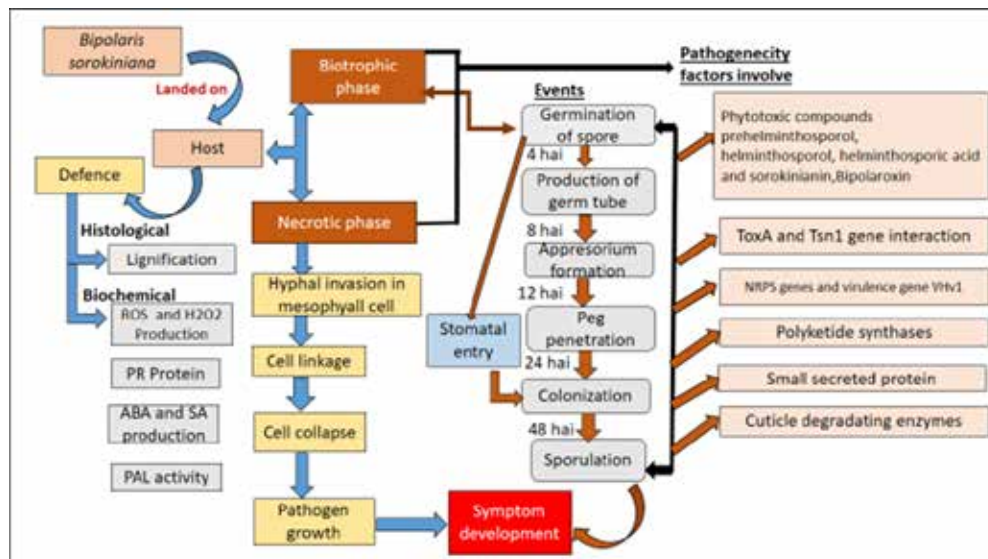 Bipolaris
sorokiniana
Landed on
Host
Defence
Histological
Lignification
Biochemical
ROS and H2O2
Production
PR Protein
ABA and SA
production
PAL activity
Biotrophic
phase
Necrotic phase
Hyphal invasion in
mesophyall cell
Cell linkage
Cell collapse
Pathogen
growth
Symptom
development
Events
Germination
of spore
4 hai
Production of
germ tube
8 hai
Appresorium
formation
12 hai
Peg
penetration
24 hai
Colonization
48 hai
Sporulation
Stomatal
entry
Pathogenecity
factors involve
Phytotoxic compounds
prehelminthosporol,
helminthosporol, helminthosporic acid
and sorokinianin,Bipolaroxin
ToxA and Tsn1 gene interaction
NRPS genes and virulence gene VHv1
Polyketide synthases
Small secreted protein
Cuticle degradating enzymes